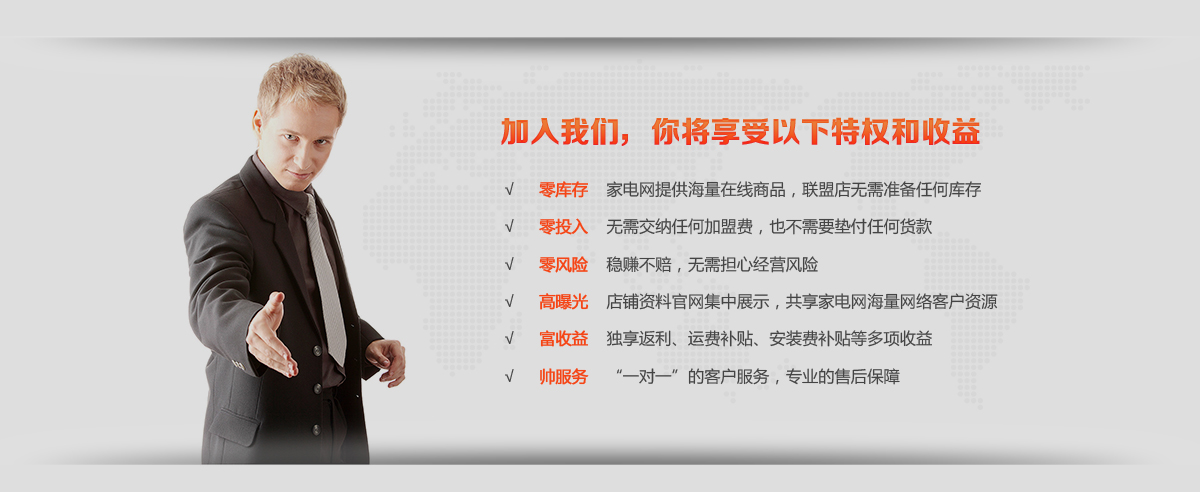 加入我们，你将享受以下特权和收益
√ 零库存 家电网提供海量在线商品，联盟店无需准备任何库存
√ 零投入 无需交纳任何加盟费，也不需要垫付任何货款
√ 零风险 稳赚不赔，无需担心经营风险
√ 高曝光 店铺资料官网集中展示，共享家电网海量网络客户资源
√ 富收益 独享返利、运费补贴、安装费补贴等多项收益
√ 帅服务 “一对一”的客户服务，专业的售后保障